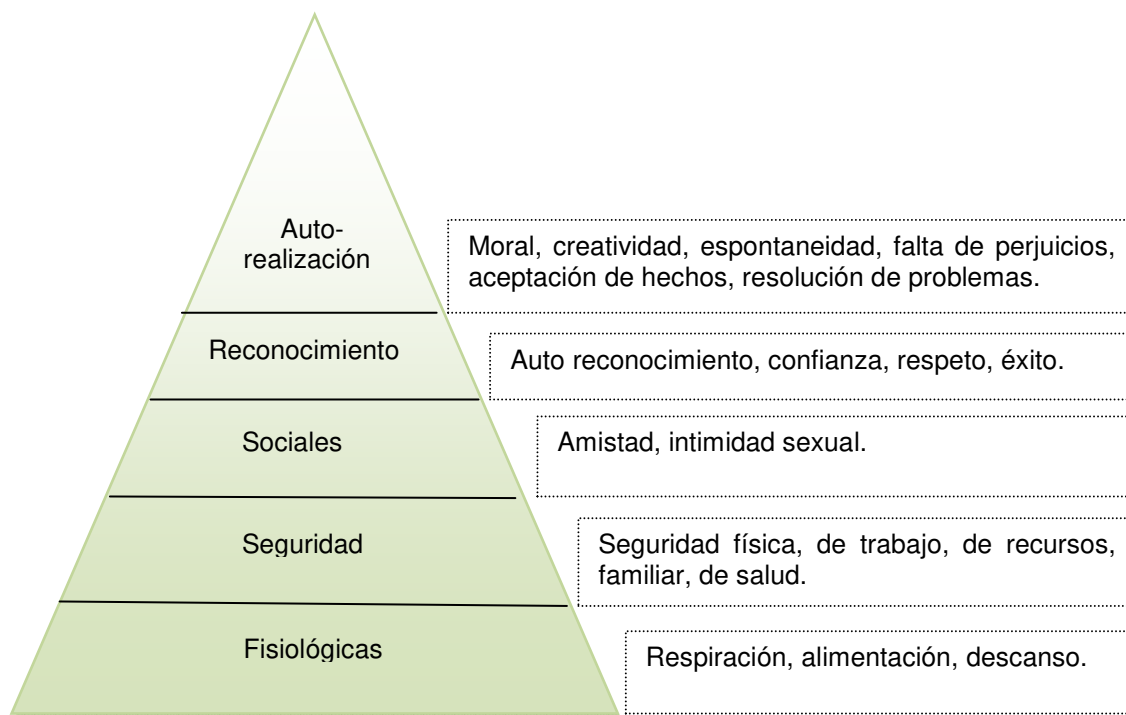 Auto-
realización
Moral, creatividad, espontaneidad, falta de perjuicios,
aceptación de hechos, resolución de problemas.
Reconocimiento
Auto reconocimiento, confianza, respeto, éxito.
Sociales
Amistad, intimidad sexual.
Seguridad
Seguridad física, de trabajo, de recursos,
familiar, de salud.
Fisiológicas
Respiración, alimentación, descanso.